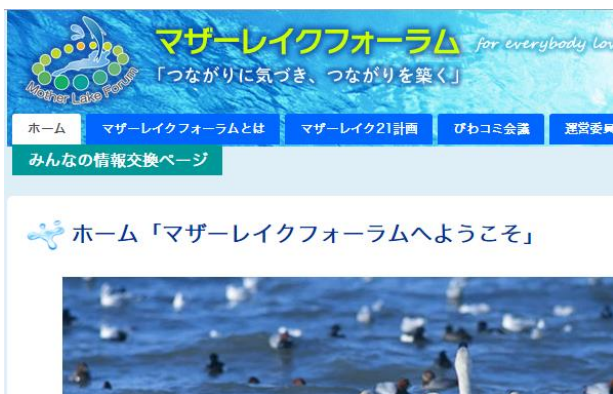 マザーレイクフォーラム for everybody
「つながりに気づき、つながりを築く」
Mother Lake Forum
ホーム マザーレイクフォーラムとは マザーレイク21計画 びわコミ会議 運営委員
みんなの情報交換ページ
ホーム「マザーレイクフォーラムへようこそ」